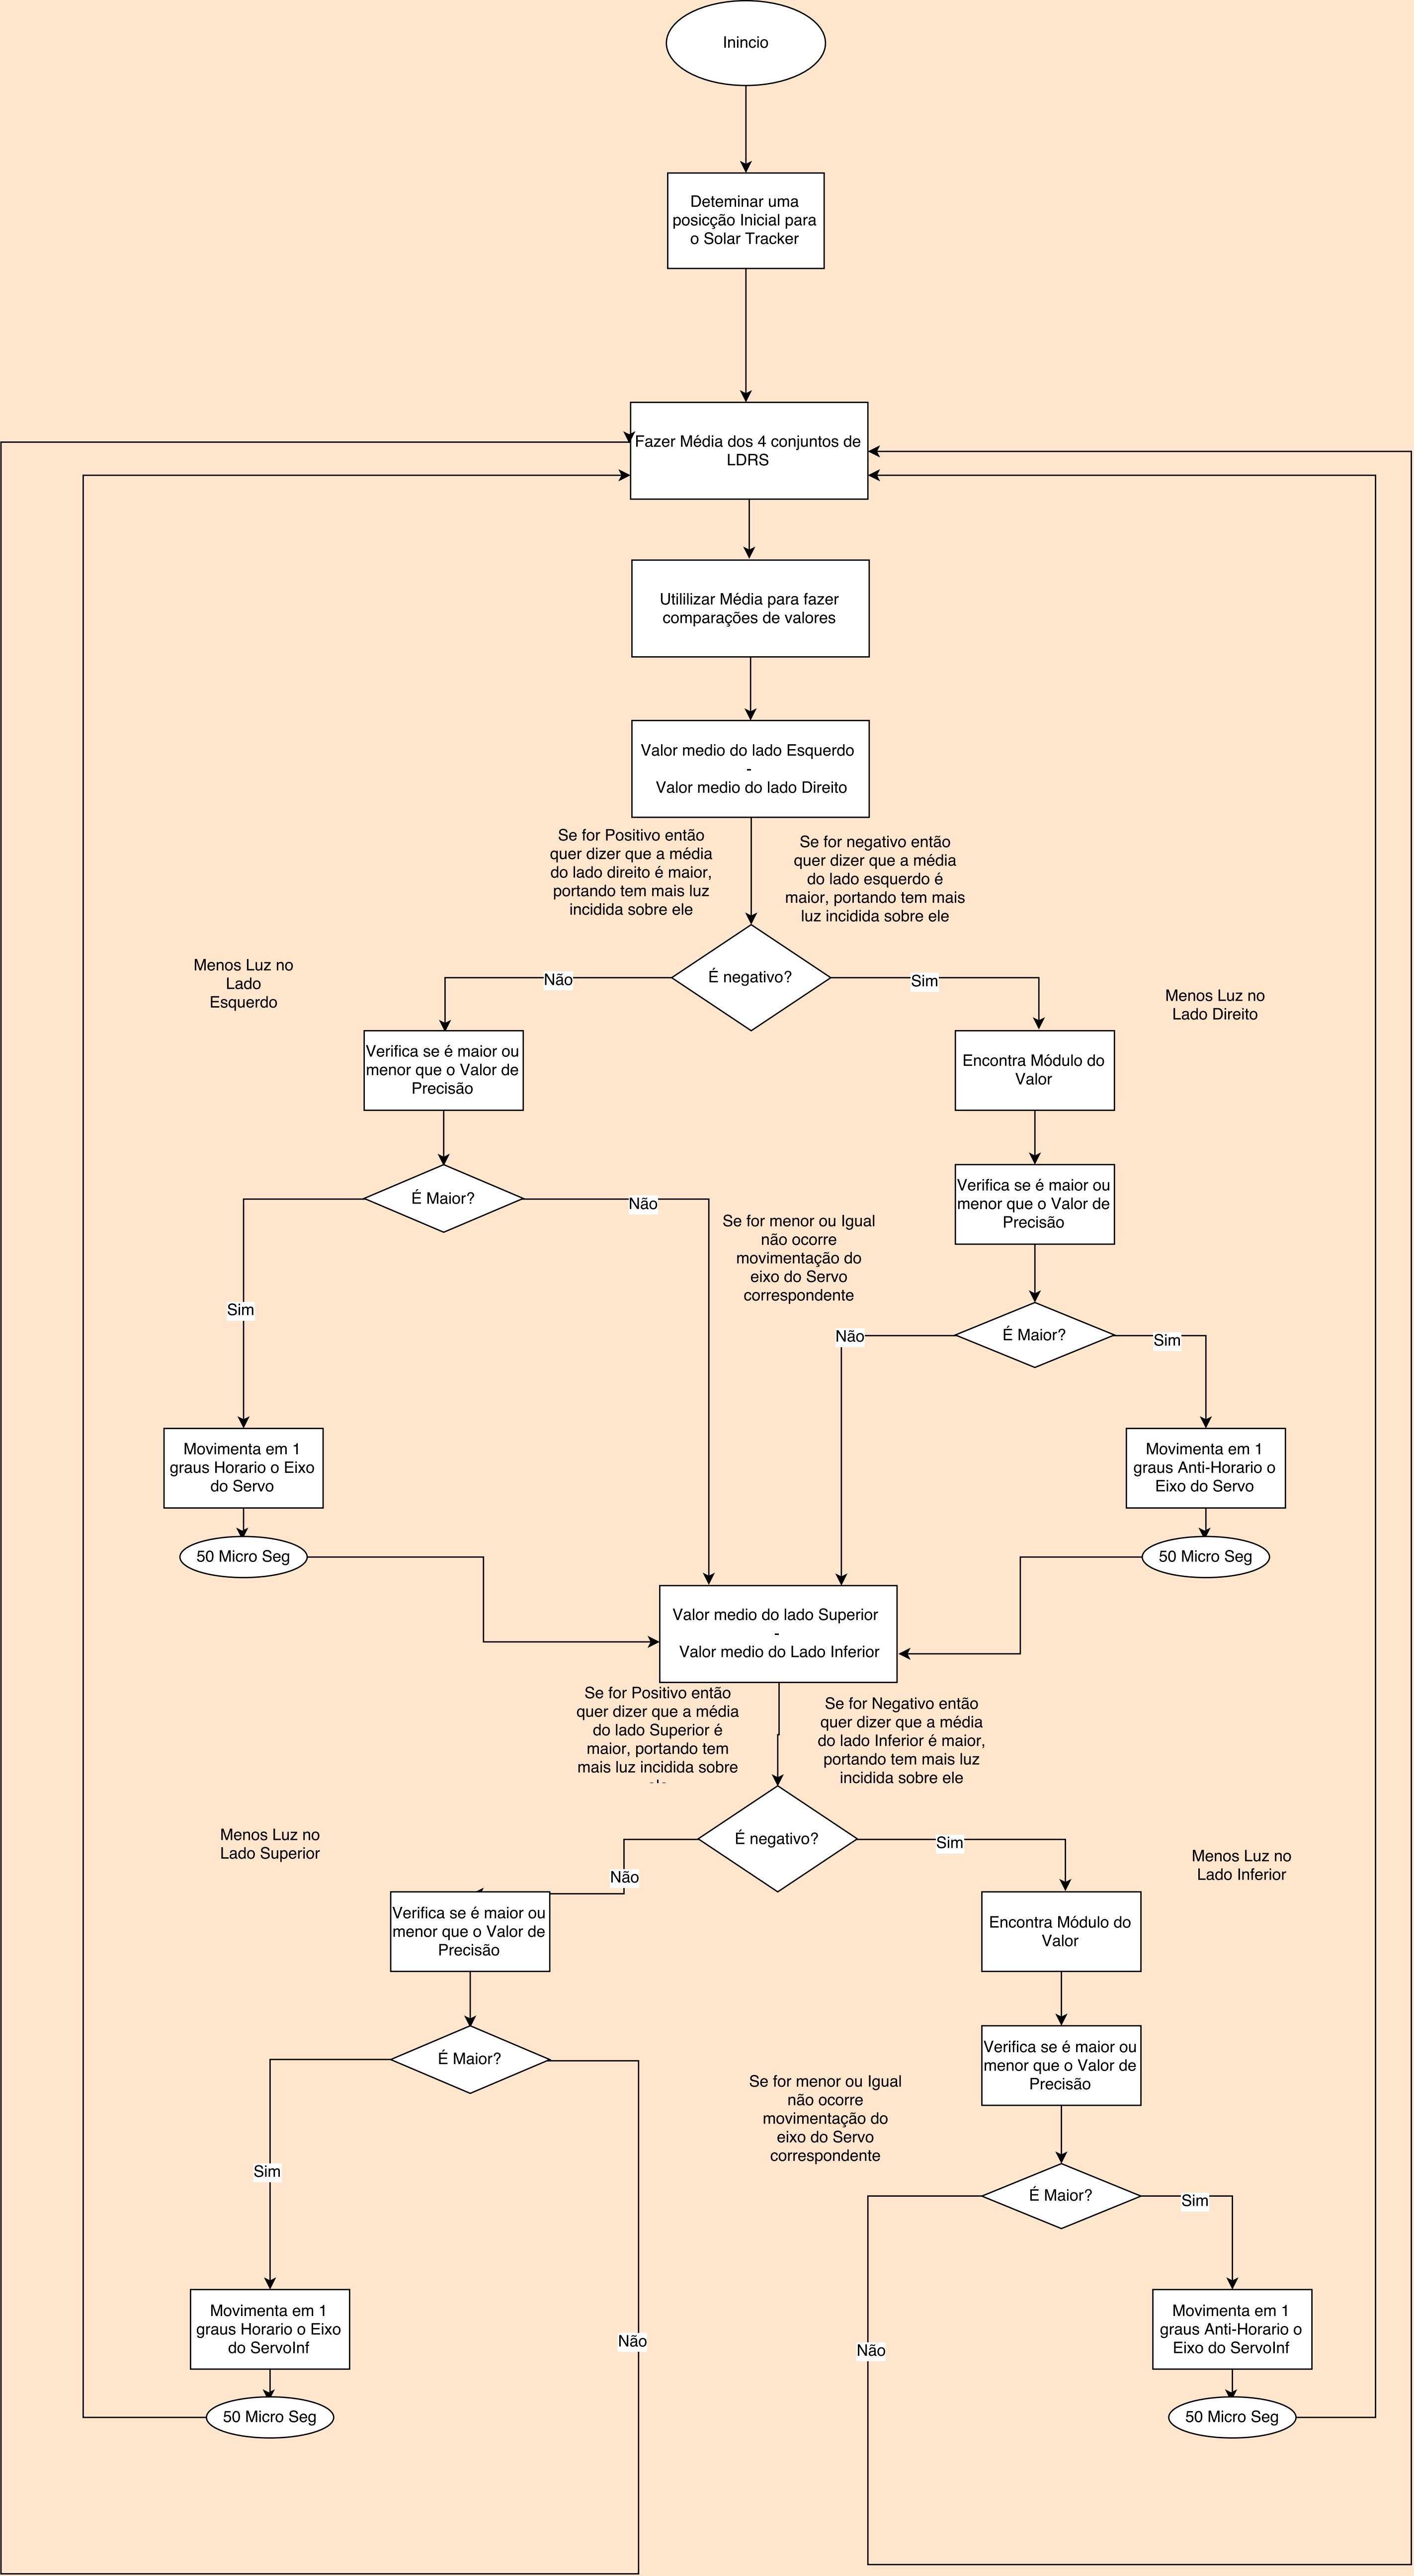 Inincio
Deteminar uma
posicção Inicial para
o Solar Tracker
Fazer Média dos 4 conjuntos de
LDRS
Utililizar Média para fazer
comparações de valores
Valor medio do lado Esquerdo
-
Valor medio do lado Direito
Se for Positivo então
quer dizer que a média
do lado direito é maior,
portando tem mais luz
incidida sobre ele
Se for negativo então
quer dizer que a média
do lado esquerdo é
maior, portando tem mais
luz incidida sobre ele
É negativo?
Não
Sim
Menos Luz no
Lado
Esquerdo
Menos Luz no
Lado Direito
Verifica se é maior ou
menor que o Valor de
Precisão
Encontra Módulo do
Valor
É Maior?
Não
Sim
Verifica se é maior ou
menor que o Valor de
Precisão
Se for menor ou Igual
não ocorre
movimentação do
eixo do Servo
correspondente
É Maior?
Não
Sim
Movimenta em 1
graus Horario o Eixo
do Servo
50 Micro Seg
Movimenta em 1
graus Anti-Horario o
Eixo do Servo
50 Micro Seg
Valor medio do lado Superior
-
Valor medio do Lado Inferior
Se for Positivo então
quer dizer que a média
do lado Superior é
maior, portando tem
mais luz incidida sobre
Se for Negativo então
quer dizer que a média
do lado Inferior é maior,
portando tem mais luz
incidida sobre ele
É negativo?
Não
Sim
Menos Luz no
Lado Superior
Menos Luz no
Lado Inferior
Verifica se é maior ou
menor que o Valor de
Precisão
Encontra Módulo do
Valor
É Maior?
Sim
Não
Verifica se é maior ou
menor que o Valor de
Precisão
Se for menor ou Igual
não ocorre
movimentação do
eixo do Servo
correspondente
É Maior?
Sim
Não
Movimenta em 1
graus Horario o Eixo
do ServoInf
50 Micro Seg
Movimenta em 1
graus Anti-Horario o
Eixo do ServoInf
50 Micro Seg